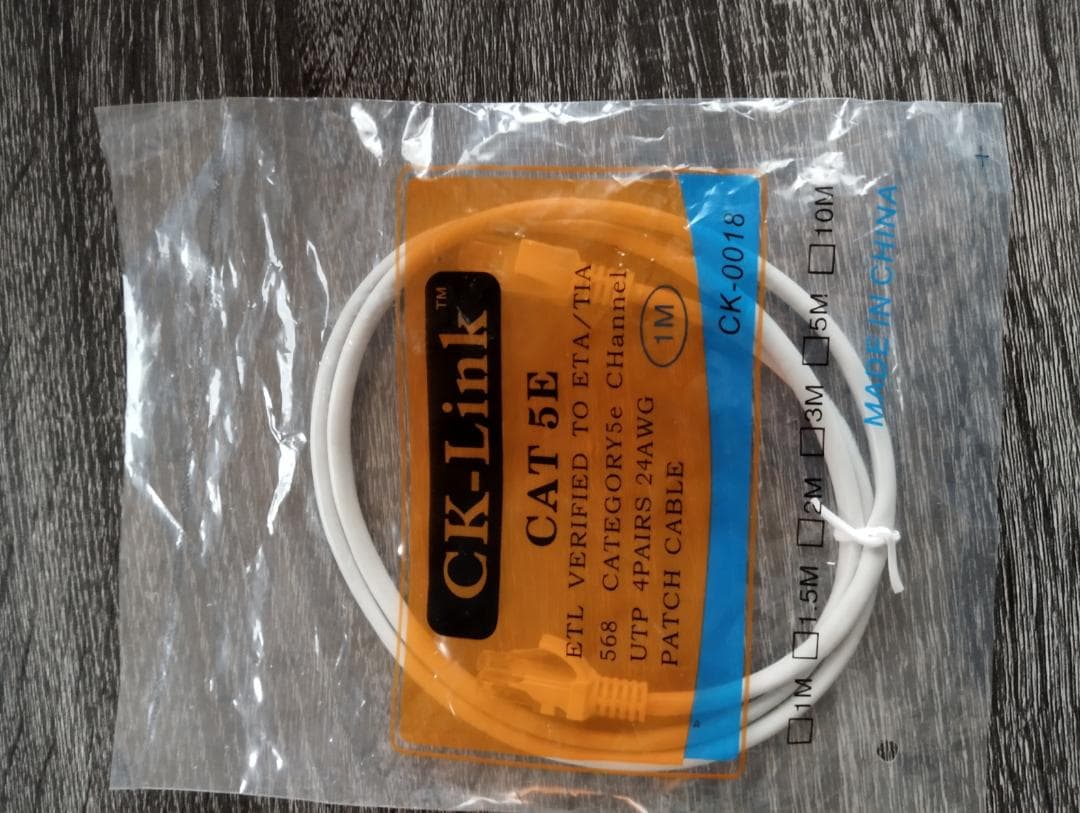 CK-Link™
CAT 5E
ETL VERIFIED TO ETA/TIA
568 CATEGORY5e CHannel
UTP 4PAIRS 24AWG 1M
PATCH CABLE
CK-0018
□1M □1.5M □2M □3M □5M □10M
MADE IN CHINA